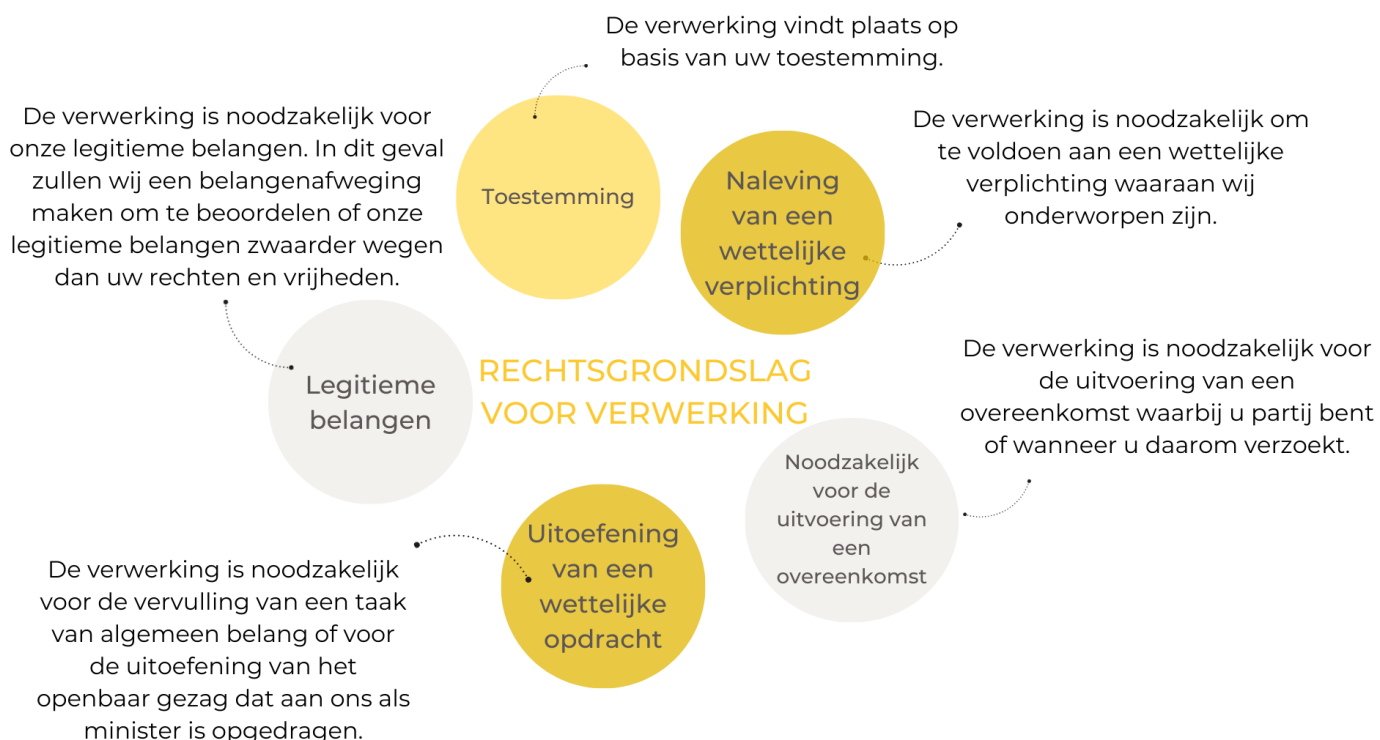 De verwerking vindt plaats op
basis van uw toestemming.
De verwerking is noodzakelijk voor
onze legitieme belangen. In dit geval
zullen wij een belangenafweging
maken om te beoordelen of onze
legitieme belangen zwaarder wegen
dan uw rechten en vrijheden.
Toestemming
Naleving
van een
wettelijke
verplichting
De verwerking is noodzakelijk om
te voldoen aan een wettelijke
verplichting waaraan wij
onderworpen zijn.
Legitieme
belangen
RECHTSGRONDSLAG
VOOR VERWERKING
De verwerking is noodzakelijk voor
de uitvoering van een
overeenkomst waarbij u partij bent
of wanneer u daarom verzoekt.
Noodzakelijk
voor de
uitvoering van
een
overeenkomst
Uitoefening
van een
wettelijke
opdracht
De verwerking is noodzakelijk
voor de vervulling van een taak
van algemeen belang of voor
de uitoefening van het
openbaar gezag dat aan ons als
minister is opgedragen.